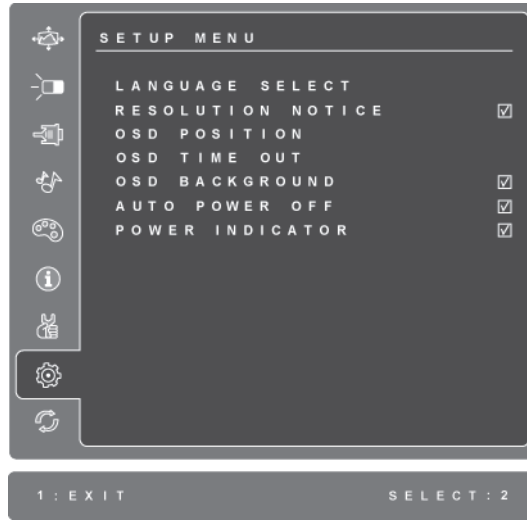 SETUP MENU
LANGUAGE SELECT
RESOLUTION NOTICE
OSD POSITION
OSD TIME OUT
OSD BACKGROUND
AUTO POWER OFF
POWER INDICATOR
1:EXIT SELECT:2